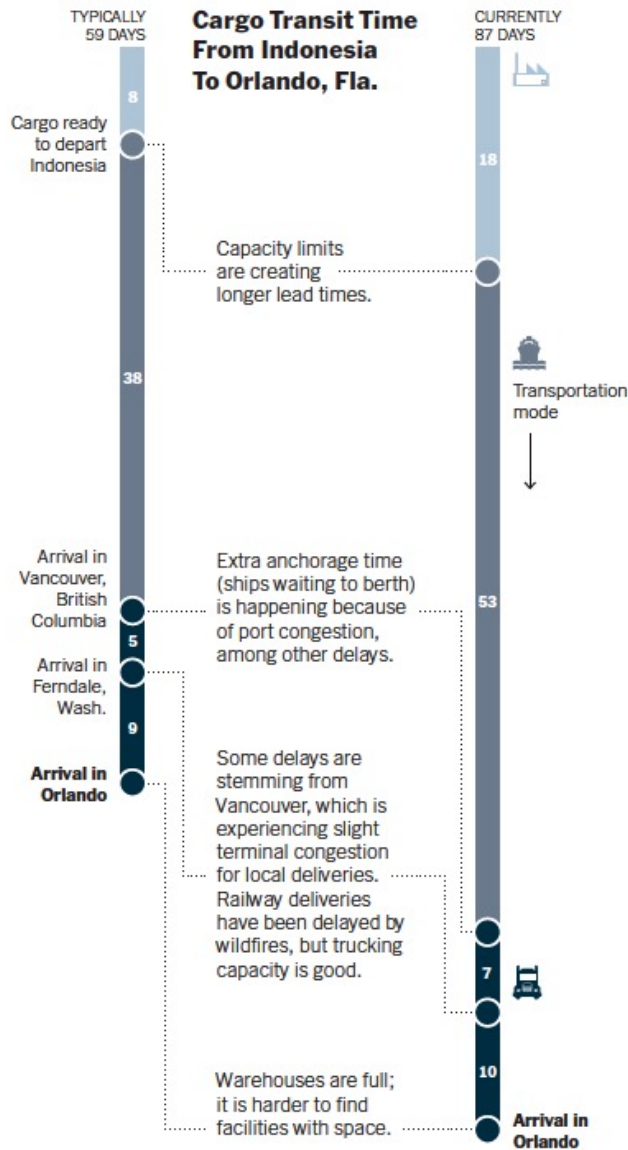 TYPICALLY
59 DAYS
Cargo Transit Time
From Indonesia
To Orlando, Fla.
CURRENTLY
87 DAYS
8
Cargo ready
to depart
Indonesia
18
Capacity limits
are creating
longer lead times.
38
Transportation
mode
Arrival in
Vancouver,
British
Columbia
Extra anchorage time
(ships waiting to berth)
is happening because
of port congestion,
among other delays.
53
5
Arrival in
Ferndale,
Wash.
9
Arrival in
Orlando
Some delays are
stemming from
Vancouver, which is
experiencing slight
terminal congestion
for local deliveries.
Railway deliveries
have been delayed by
wildfires, but trucking
capacity is good.
7
10
Warehouses are full;
it is harder to find
facilities with space.
Arrival in
Orlando